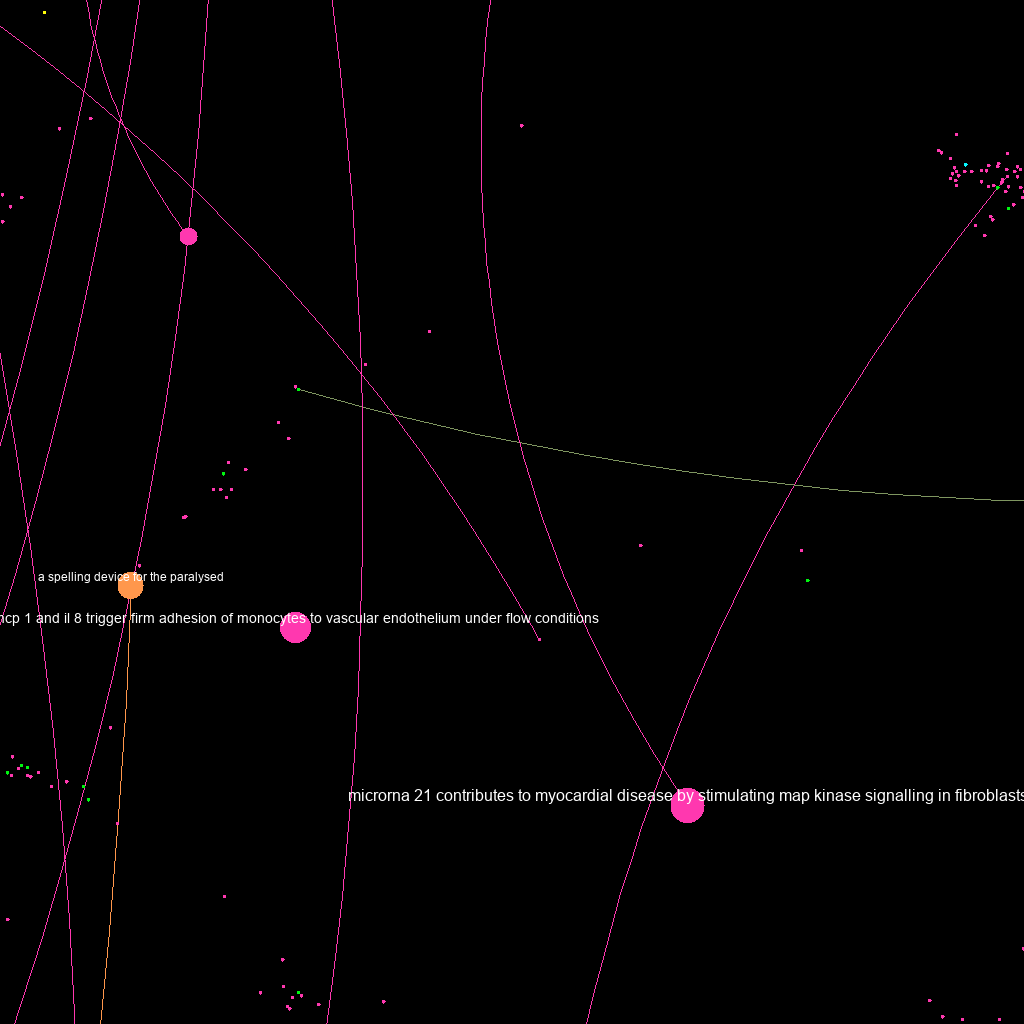 a spelling device for the paralysed
1 and il 8 trigger firm adhesion of monocytes to vascular endothelium under flow conditions
microrna 21 contributes to myocardial disease by stimulating map kinase signalling in fibroblasts